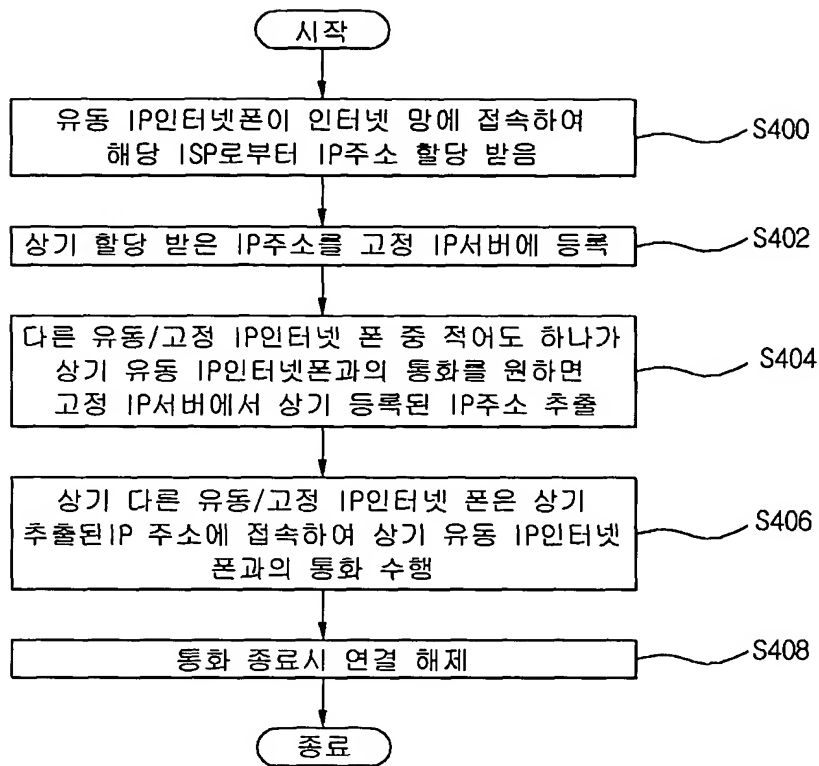 시작
유동 IP인터넷폰이 인터넷 망에 접속하여
해당 ISP로부터 IP주소 할당 받음
S400
상기 할당 받은 IP주소를 고정 IP서버에 등록
S402
다른 유동/고정 IP인터넷 폰 중 적어도 하나가
상기 유동 IP인터넷폰과의 통화를 원하면
고정 IP서버에서 상기 등록된 IP주소 추출
S404
상기 다른 유동/고정 IP인터넷 폰은 상기
추출된IP 주소에 접속하여 상기 유동 IP인터넷
폰과의 통화 수행
S406
통화 종료시 연결 해제
S408
종료